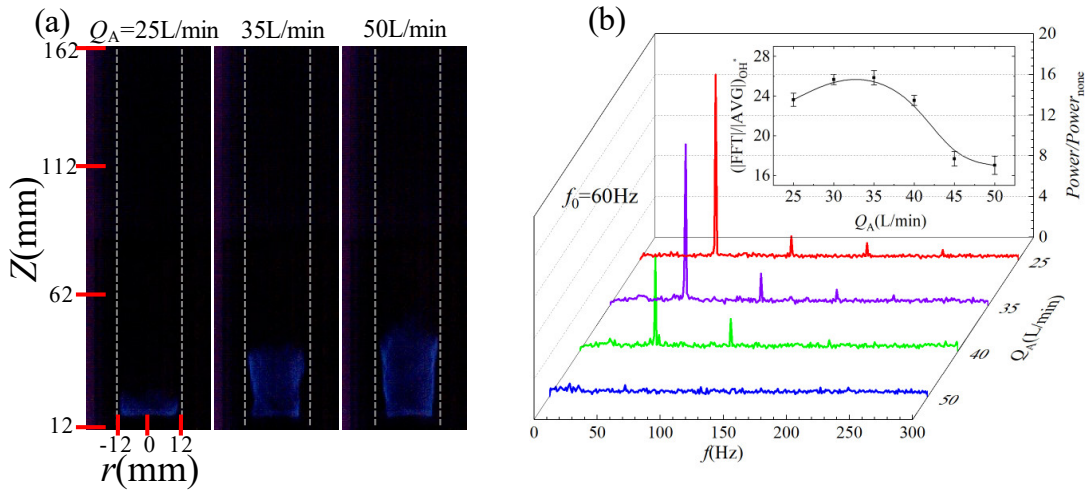 (a)
Q_A=25L/min 35L/min 50L/min
162
112
62
12
Z(mm)
-12 0 12
r(mm)
(b)
f_0=60Hz
28
24
20
16
(|FFT|/|AVG|)_OH*
25 30 35 40 45 50
Q_A(L/min)
20
16
12
8
4
0
Power/Power_none
25
35
40
50
Q_A(L/min)
0 50 100 150 200 250 300
f(Hz)